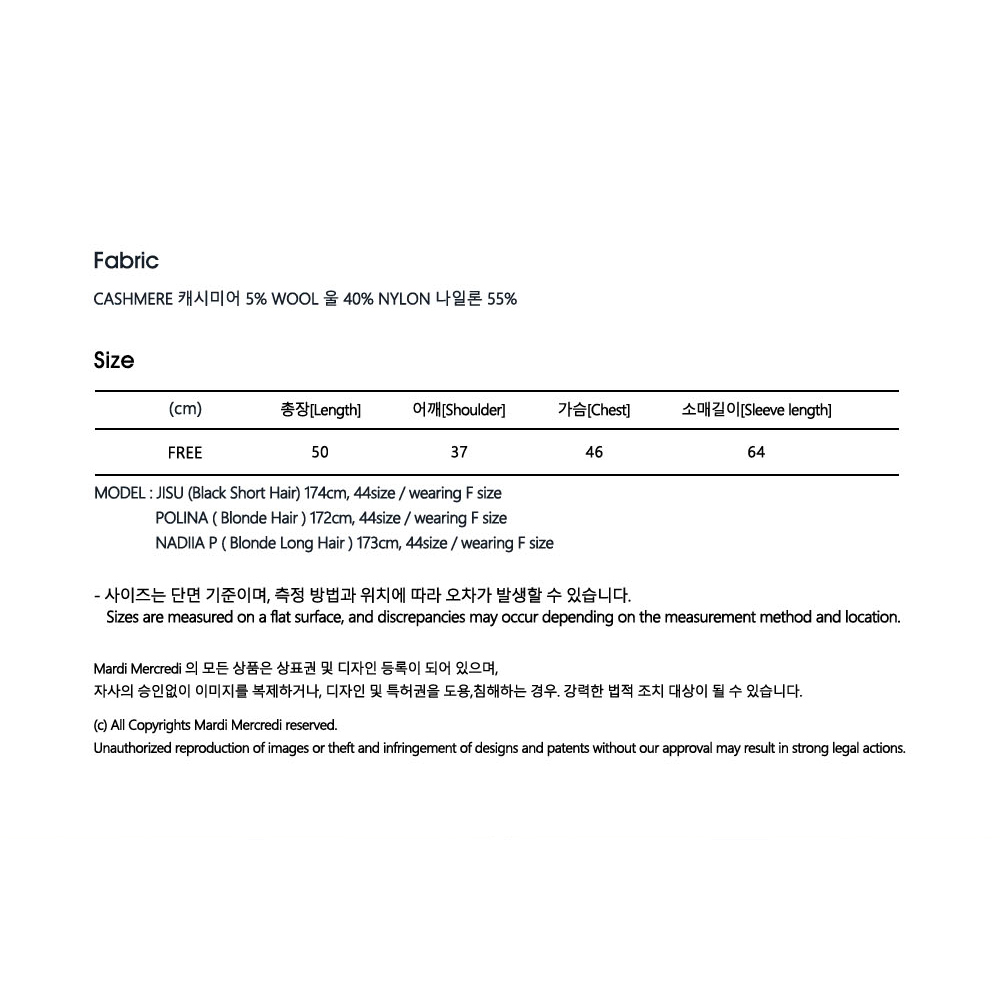 Fabric
CASHMERE 캐시미어 5% WOOL 울 40% NYLON 나일론 55%
Size
(cm) 총장[Length] 어깨[Shoulder] 가슴[Chest] 소매길이[Sleeve length]
FREE 50 37 46 64
MODEL : JISU (Black Short Hair) 174cm, 44size / wearing F size
POLINA ( Blonde Hair ) 172cm, 44size / wearing F size
NADIIA P ( Blonde Long Hair ) 173cm, 44size / wearing F size
- 사이즈는 단면 기준이며, 측정 방법과 위치에 따라 오차가 발생할 수 있습니다.
Sizes are measured on a flat surface, and discrepancies may occur depending on the measurement method and location.
Mardi Mercredi 의 모든 상품은 상표권 및 디자인 등록이 되어 있으며,
자사의 승인없이 이미지를 복제하거나, 디자인 및 특허권을 도용,침해하는 경우. 강력한 법적 조치 대상이 될 수 있습니다.
(c) All Copyrights Mardi Mercredi reserved.
Unauthorized reproduction of images or theft and infringement of designs and patents without our approval may result in strong legal actions.